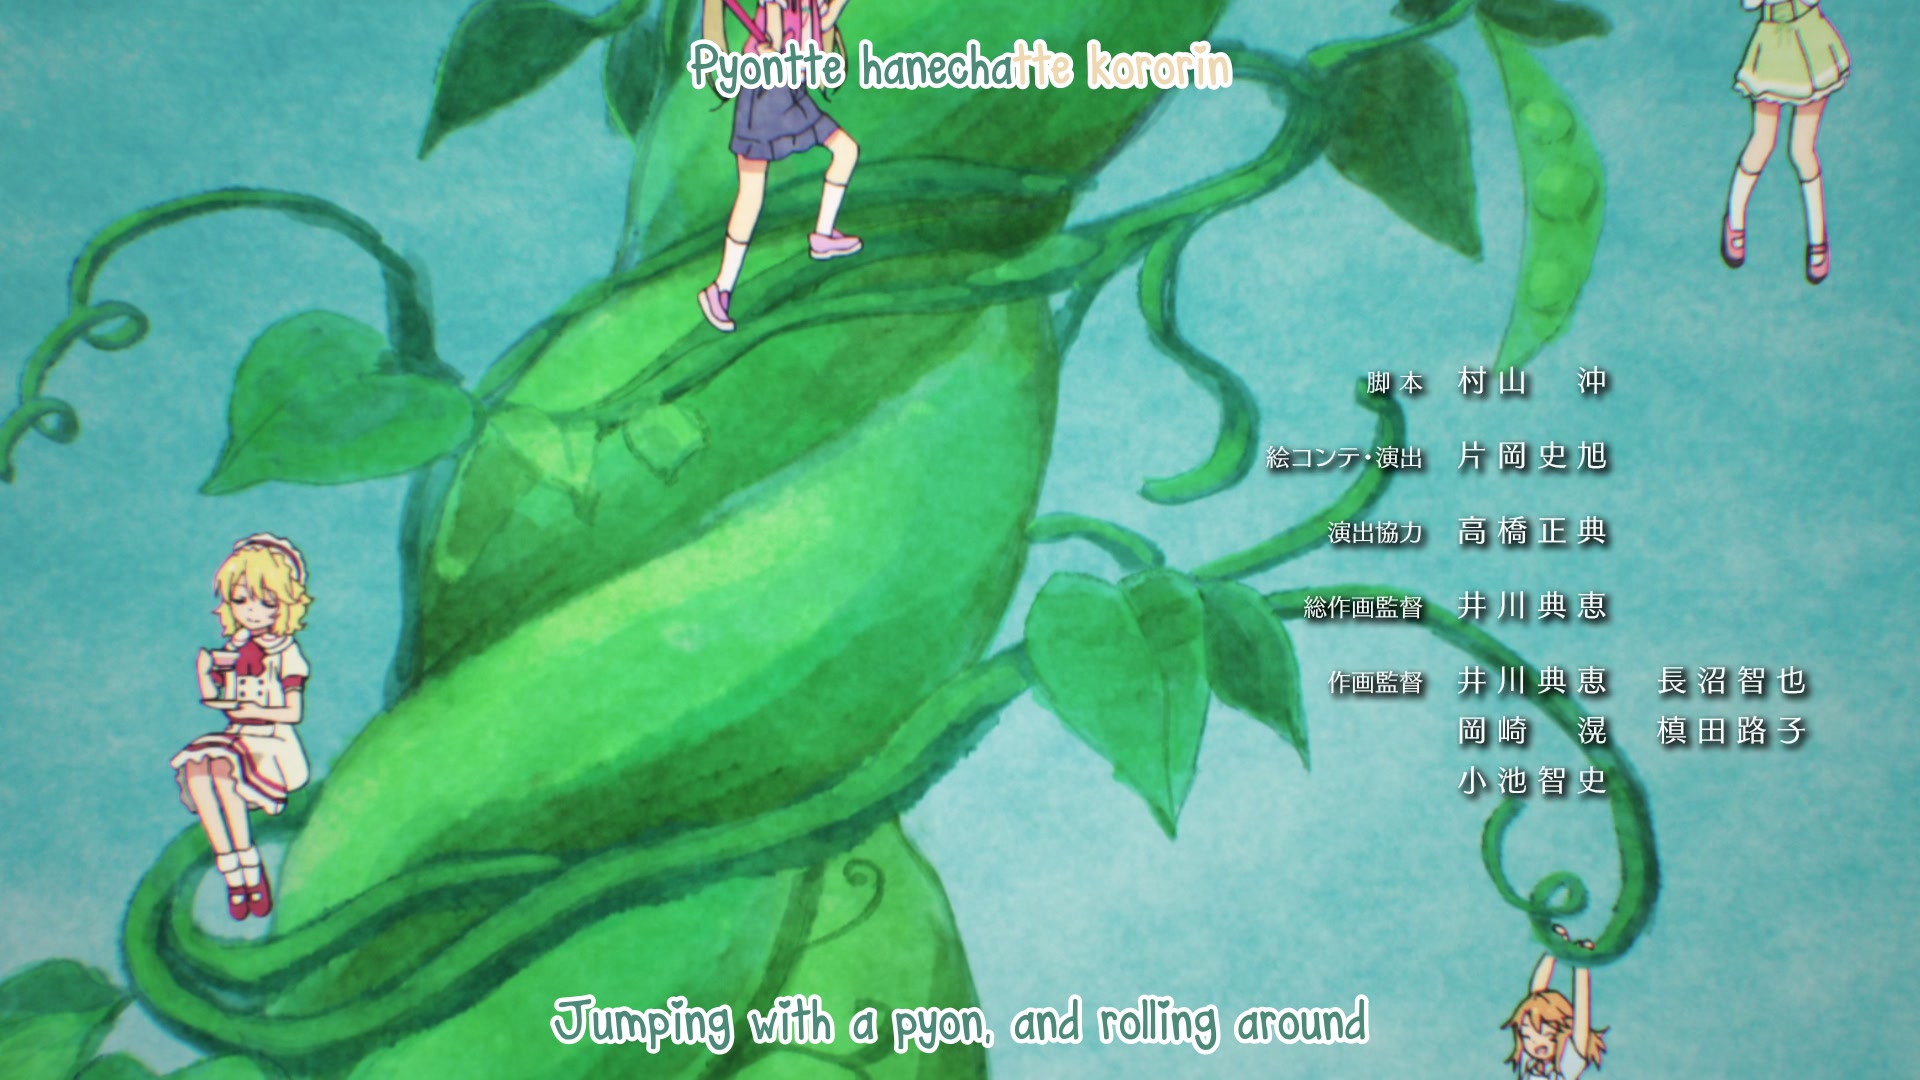 Pyontte hanechatte kororin
脚本 村山 沖
絵コンテ・演出 片岡史旭
演出協力 高橋正典
総作画監督 井川典恵
作画監督 井川典恵 長沼智也
岡崎 滉 槙田路子
小池智史
Jumping with a pyon, and rolling around